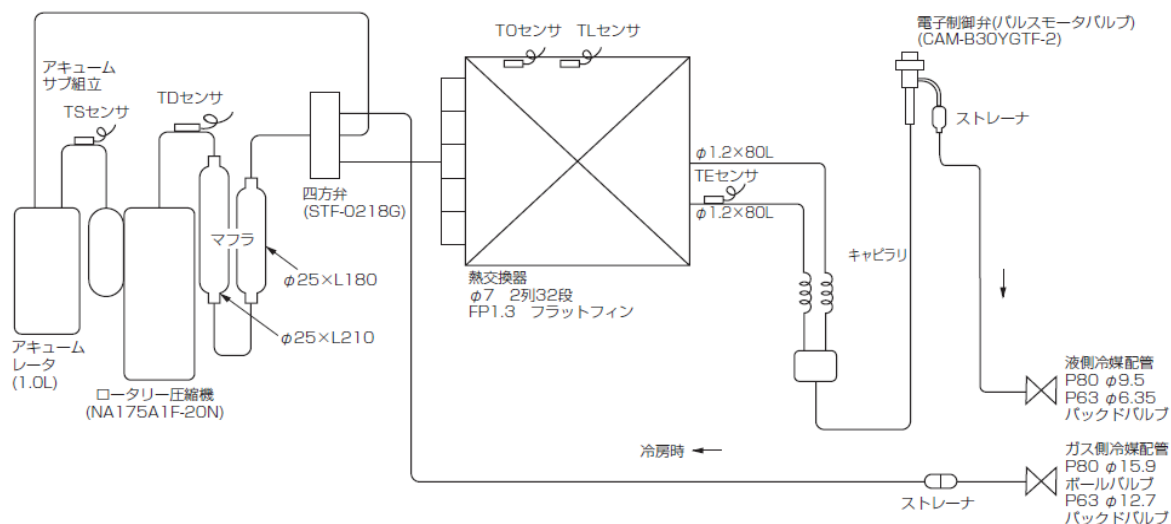 電子制御弁(パルスモータバルブ)
(CAM-B30YGTF-2)
TOセンサ
TLセンサ
アキューム
サブ組立
TSセンサ
TDセンサ
ストレーナ
φ1.2×80L
TEセンサ
φ1.2×80L
四方弁
(STF-0218G)
マフラ
キャピラリ
φ25×L180
熱交換器
φ7 2列32段
FP1.3 フラットフィン
φ25×L210
アキューム
レータ
(1.0L)
ロータリー圧縮機
(NA175A1F-20N)
液側冷媒配管
P80 φ9.5
P63 φ6.35
パックドバルブ
冷房時
ガス側冷媒配管
P80 φ15.9
ボールバルブ
P63 φ12.7
パックドバルブ
ストレーナ